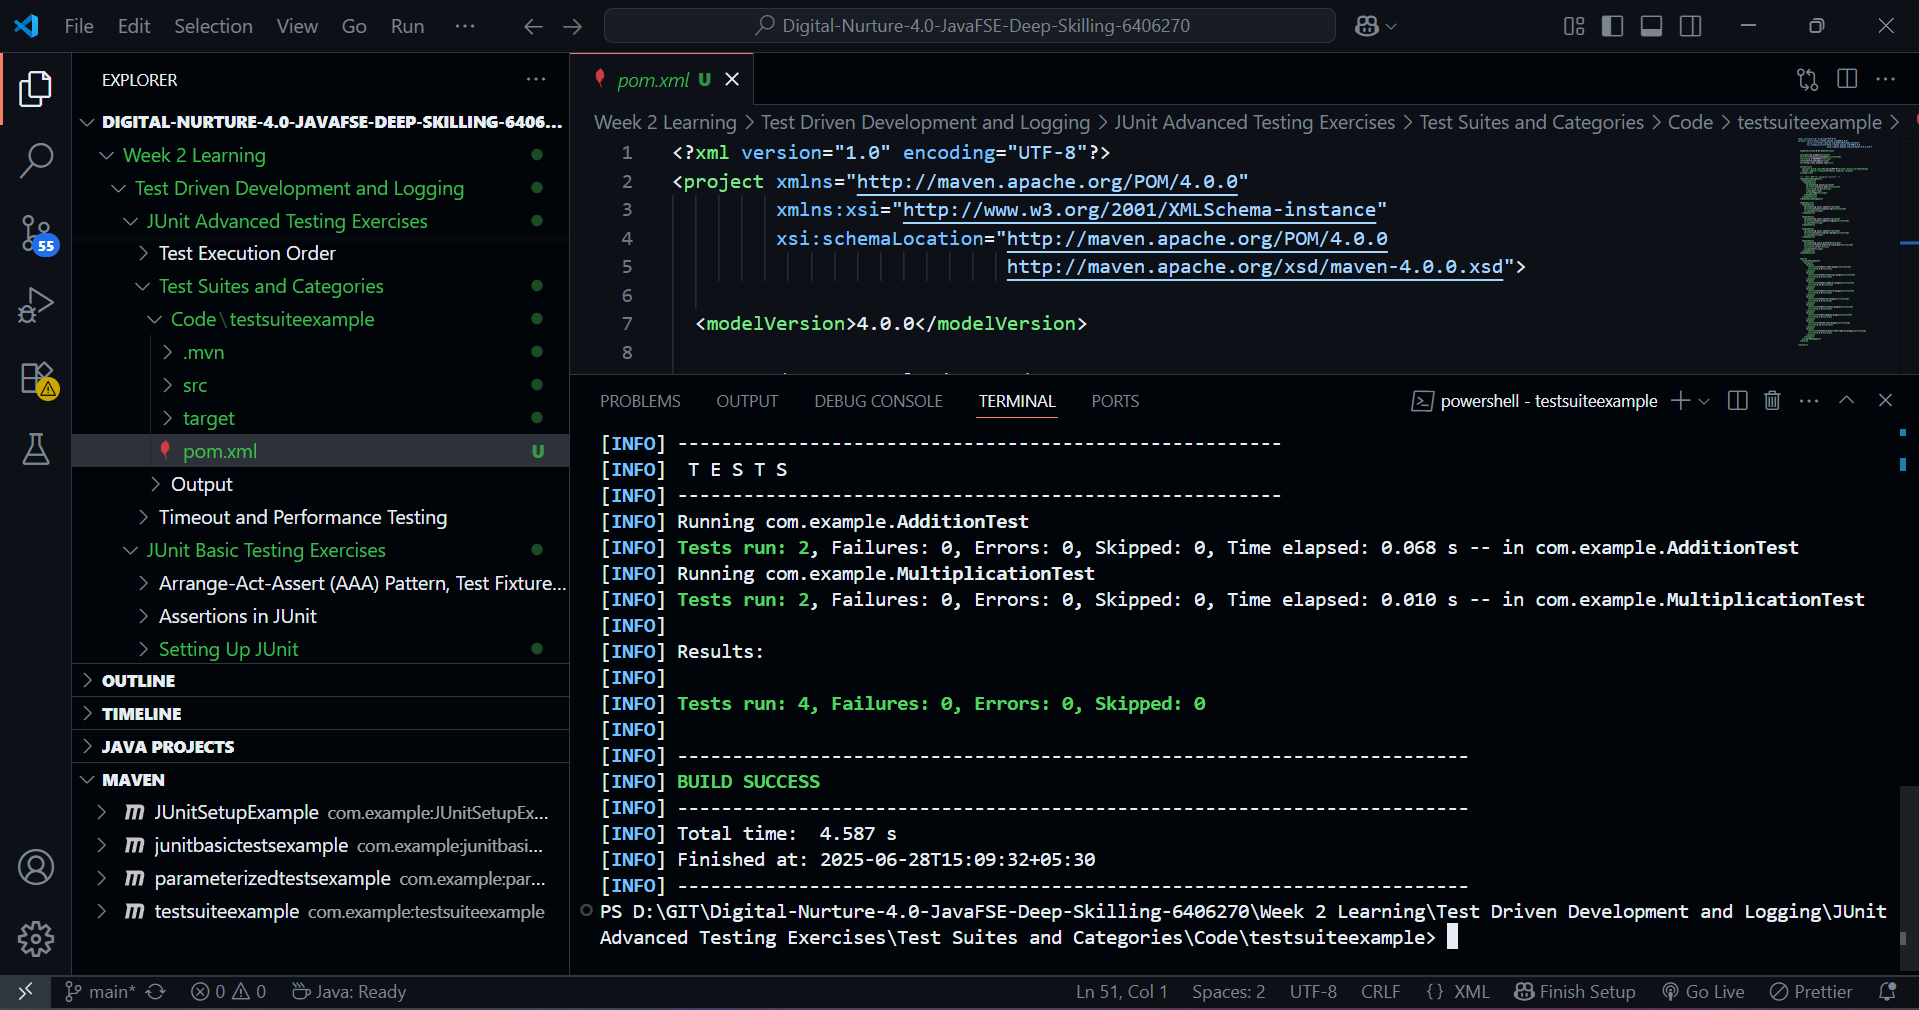 File Edit Selection View Go Run ···
Digital-Nurture-4.0-JavaFSE-Deep-Skilling-6406270
EXPLORER
DIGITAL-NURTURE-4.0-JAVAFSE-DEEP-SKILLING-6406...
Week 2 Learning
Test Driven Development and Logging
JUnit Advanced Testing Exercises
Test Execution Order
Test Suites and Categories
Code\testsuiteexample
.mvn
src
target
pom.xml U
Output
Timeout and Performance Testing
JUnit Basic Testing Exercises
Arrange-Act-Assert (AAA) Pattern, Test Fixture...
Assertions in JUnit
Setting Up JUnit
OUTLINE
TIMELINE
JAVA PROJECTS
MAVEN
JUnitSetupExample com.example:JUnitSetupEx...
junitbasictestsexample com.example:junitbasi...
parameterizedtestsexample com.example:par...
testsuiteexample com.example:testsuiteexample
55
pom.xml U
Week 2 Learning > Test Driven Development and Logging > JUnit Advanced Testing Exercises > Test Suites and Categories > Code > testsuiteexample >
1 <?xml version="1.0" encoding="UTF-8"?>
2 <project xmlns="http://maven.apache.org/POM/4.0.0"
3 xmlns:xsi="http://www.w3.org/2001/XMLSchema-instance"
4 xsi:schemaLocation="http://maven.apache.org/POM/4.0.0
5 http://maven.apache.org/xsd/maven-4.0.0.xsd">
6
7 <modelVersion>4.0.0</modelVersion>
8
PROBLEMS OUTPUT DEBUG CONSOLE TERMINAL PORTS
powershell - testsuiteexample
[INFO] -------------------------------------------------------
[INFO]  T E S T S
[INFO] -------------------------------------------------------
[INFO] Running com.example.AdditionTest
[INFO] Tests run: 2, Failures: 0, Errors: 0, Skipped: 0, Time elapsed: 0.068 s -- in com.example.AdditionTest
[INFO] Running com.example.MultiplicationTest
[INFO] Tests run: 2, Failures: 0, Errors: 0, Skipped: 0, Time elapsed: 0.010 s -- in com.example.MultiplicationTest
[INFO]
[INFO] Results:
[INFO]
[INFO] Tests run: 4, Failures: 0, Errors: 0, Skipped: 0
[INFO]
[INFO] ------------------------------------------------------------------------
[INFO] BUILD SUCCESS
[INFO] ------------------------------------------------------------------------
[INFO] Total time:  4.587 s
[INFO] Finished at: 2025-06-28T15:09:32+05:30
[INFO] ------------------------------------------------------------------------
PS D:\GIT\Digital-Nurture-4.0-JavaFSE-Deep-Skilling-6406270\Week 2 Learning\Test Driven Development and Logging\JUnit
Advanced Testing Exercises\Test Suites and Categories\Code\testsuiteexample>
main* 0 0 Java: Ready
Ln 51, Col 1 Spaces: 2 UTF-8 CRLF {} XML Finish Setup Go Live Prettier